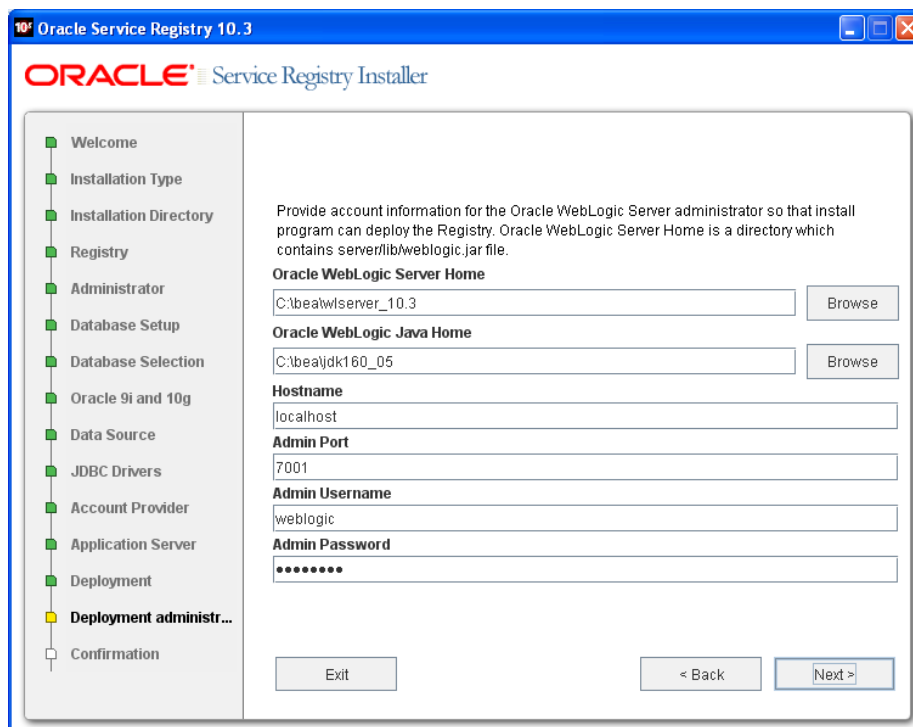 Oracle Service Registry 10.3
ORACLE Service Registry Installer
Welcome
Installation Type
Installation Directory
Registry
Administrator
Database Setup
Database Selection
Oracle 9i and 10g
Data Source
JDBC Drivers
Account Provider
Application Server
Deployment
Deployment administr...
Confirmation
Provide account information for the Oracle WebLogic Server administrator so that install
program can deploy the Registry. Oracle WebLogic Server Home is a directory which
contains server/lib/weblogic.jar file.
Oracle WebLogic Server Home
C:\bea\wlserver_10.3
Browse
Oracle WebLogic Java Home
C:\bea\jdk160_05
Browse
Hostname
localhost
Admin Port
7001
Admin Username
weblogic
Admin Password
••••••••
Exit
< Back
Next >